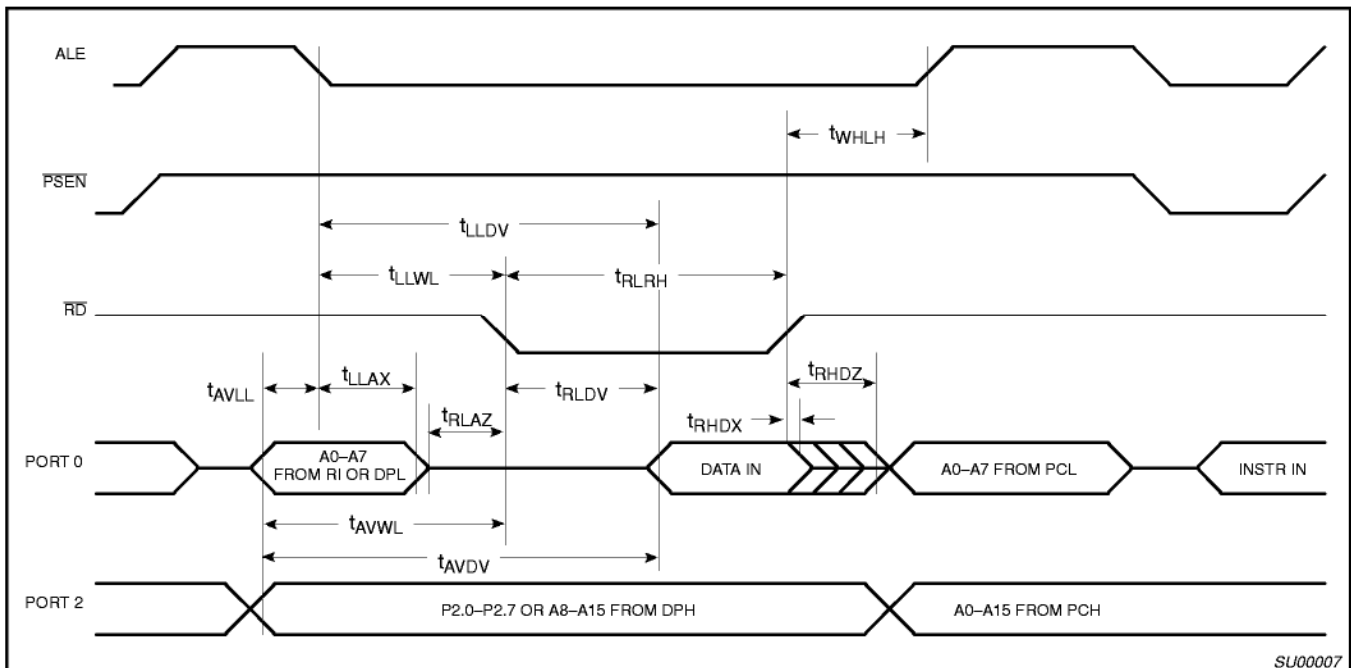 ALE
tWHLH
PSEN
tLLDV
tLLWL
tRLRH
RD
tAVLL
tLLAX
tRLDV
tRHDZ
tRLAZ
tRHDX
PORT 0
A0–A7
FROM RI OR DPL
DATA IN
A0–A7 FROM PCL
INSTR IN
tAVWL
tAVDV
PORT 2
P2.0–P2.7 OR A8–A15 FROM DPH
A0–A15 FROM PCH
SU00007